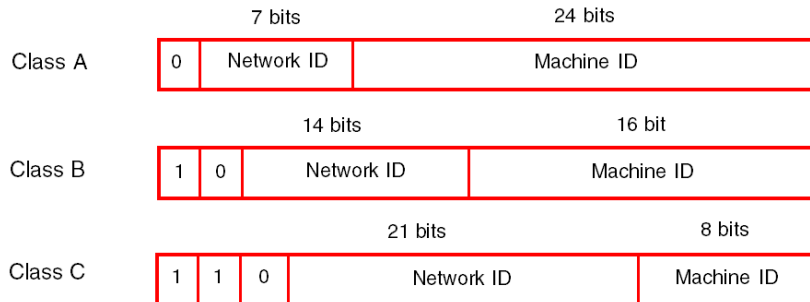 7 bits 24 bits
Class A 0 Network ID Machine ID
14 bits 16 bit
Class B 1 0 Network ID Machine ID
21 bits 8 bits
Class C 1 1 0 Network ID Machine ID